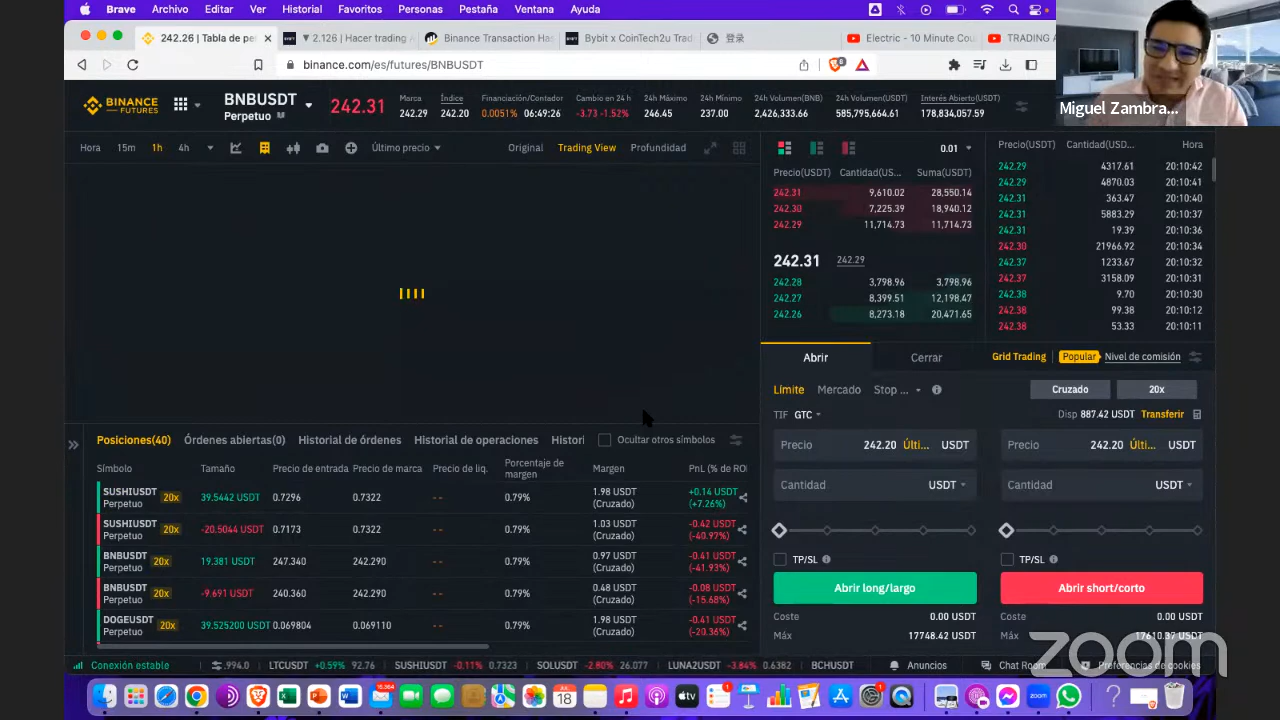 Brave Archivo Editar Ver Historial Favoritos Personas Pestaña Ventana Ayuda
242.26 | Tabla de pe
2.126 | Hacer trading
Binance Transaction Has
Bybit x CoinTech2u Trad
登录
Electric - 10 Minute Cou
TRADING A
binance.com/es/futures/BNBUSDT
Miguel Zambra...
BINANCE
FUTURES
BNBUSDT
Perpetuo
242.31
Marca
242.29
Índice
242.20
Financiación/Contador
0.0051% 06:49:26
Cambio en 24 h
-3.73 -1.52%
24h Máximo
246.45
24h Mínimo
237.00
24h Volumen(BNB)
2,426,333.66
24h Volumen(USDT)
585,795,664.61
Interés Abierto(USDT)
178,834,057.59
Hora 15m 1h 4h Último precio Original Trading View Profundidad
0.01
Precio(USDT) Cantidad(US... Suma(USDT)
242.31 9,610.02 28,550.14
242.30 7,225.39 18,940.12
242.29 11,714.73 11,714.73
242.31 242.29
242.28 3,798.96 3,798.96
242.27 8,399.51 12,198.47
242.26 8,273.18 20,471.65
Precio(USDT) Cantidad(USD... Hora
242.29 4317.61 20:10:42
242.29 4870.03 20:10:41
242.31 363.47 20:10:40
242.31 5883.29 20:10:37
242.31 19.39 20:10:36
242.30 21966.92 20:10:34
242.37 1233.67 20:10:32
242.37 3158.09 20:10:31
242.38 9.70 20:10:30
242.38 99.38 20:10:12
242.38 53.33 20:10:11
Abrir Cerrar Grid Trading Popular Nivel de comisión
Límite Mercado Stop ... Cruzado 20x
TIF GTC Disp 887.42 USDT Transferir
Precio 242.20 Últi... USDT Precio 242.20 Últi... USDT
Cantidad USDT Cantidad USDT
TP/SL TP/SL
Abrir long/largo Abrir short/corto
Coste 0.00 USDT Coste 0.00 USDT
Máx 17748.42 USDT Máx 17610.37 USDT
Posiciones(40) Órdenes abiertas(0) Historial de órdenes Historial de operaciones Histori Ocultar otros símbolos
Símbolo Tamaño Precio de entrada Precio de marca Precio de liq. Porcentaje de margen Margen PnL (% de RO
SUSHIUSDT Perpetuo 20x 39.5442 USDT 0.7296 0.7322 -- 0.79% 1.98 USDT (Cruzado) +0.14 USDT (+7.26%)
SUSHIUSDT Perpetuo 20x -20.5044 USDT 0.7173 0.7322 -- 0.79% 1.03 USDT (Cruzado) -0.42 USDT (-40.97%)
BNBUSDT Perpetuo 20x 19.381 USDT 247.340 242.290 -- 0.79% 0.97 USDT (Cruzado) -0.41 USDT (-41.93%)
BNBUSDT Perpetuo 20x -9.691 USDT 240.360 242.290 -- 0.79% 0.48 USDT (Cruzado) -0.08 USDT (-15.68%)
DOGEUSDT Perpetuo 20x 39.525200 USDT 0.069804 0.069110 -- 0.79% 1.98 USDT (Cruzado) -0.41 USDT (-20.36%)
Conexión estable .994.0 LTCUSDT +0.59% 92.76 SUSHIUSDT -0.11% 0.7323 SOLUSDT -2.80% 26.077 LUNA2USDT -3.84% 0.6382 BCHUSDT Anuncios Chat Room Preferencias de cookies
zoom
JUL
18
zoom